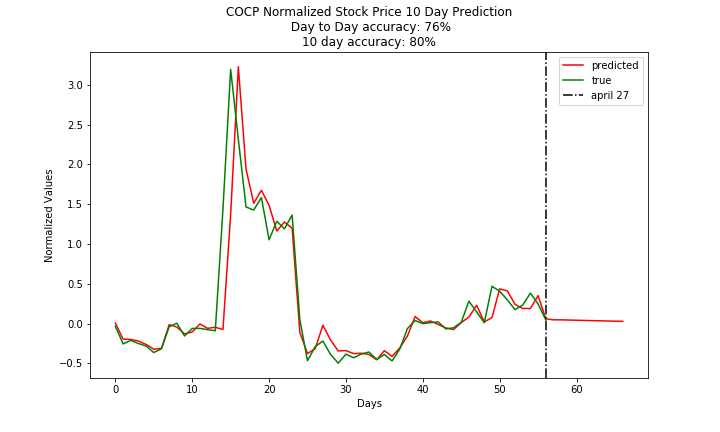 COCP Normalized Stock Price 10 Day Prediction
Day to Day accuracy: 76%
10 day accuracy: 80%
predicted
true
april 27
3.0
2.5
2.0
1.5
1.0
0.5
0.0
−0.5
Normalized Values
0 10 20 30 40 50 60
Days